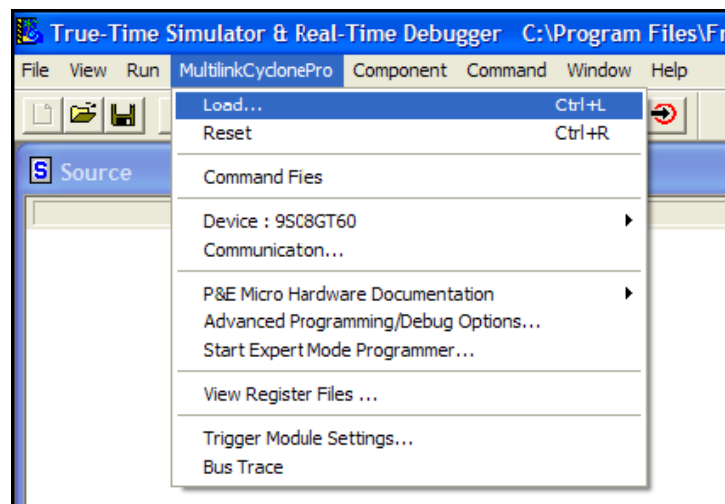 True-Time Simulator & Real-Time Debugger C:\Program Files\Fr
File View Run MultilinkCyclonePro Component Command Window Help
Load... Ctrl+L
Reset Ctrl+R
S Source
Command Fies
Device : 9S08GT60
Communicaton...
P&E Micro Hardware Documentation
Advanced Programming/Debug Options...
Start Expert Mode Programmer...
View Register Files ...
Trigger Module Settings...
Bus Trace